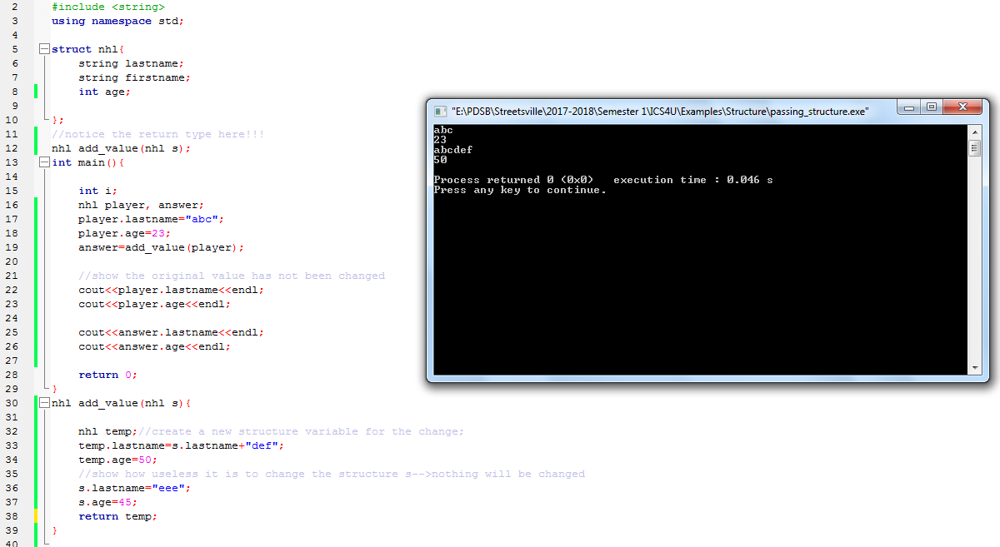 2 #include <string>
3 using namespace std;
4
5 struct nhl{
6 string lastname;
7 string firstname;
8 int age;
9
10 };
11 //notice the return type here!!!
12 nhl add_value(nhl s);
13 int main(){
14
15 int i;
16 nhl player, answer;
17 player.lastname="abc";
18 player.age=23;
19 answer=add_value(player);
20
21 //show the original value has not been changed
22 cout<<player.lastname<<endl;
23 cout<<player.age<<endl;
24
25 cout<<answer.lastname<<endl;
26 cout<<answer.age<<endl;
27
28 return 0;
29 }
30 nhl add_value(nhl s){
31
32 nhl temp;//create a new structure variable for the change;
33 temp.lastname=s.lastname+"def";
34 temp.age=50;
35 //show how useless it is to change the structure s-->nothing will be changed
36 s.lastname="eee";
37 s.age=45;
38 return temp;
39 }
40
"E:\PDSB\Streetsville\2017-2018\Semester 1\ICS4U\Examples\Structure\passing_structure.exe"
abc
23
abcdef
50
Process returned 0 (0x0) execution time : 0.046 s
Press any key to continue.